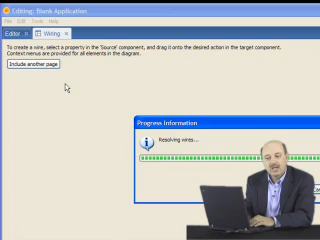 Editing: Blank Application
File Edit Tools Help
Editor Wiring
To create a wire, select a property in the 'Source' component, and drag it onto the desired action in the target component.
Context menus are provided for all elements in the diagram.
Include another page
Progress Information
Resolving wires...